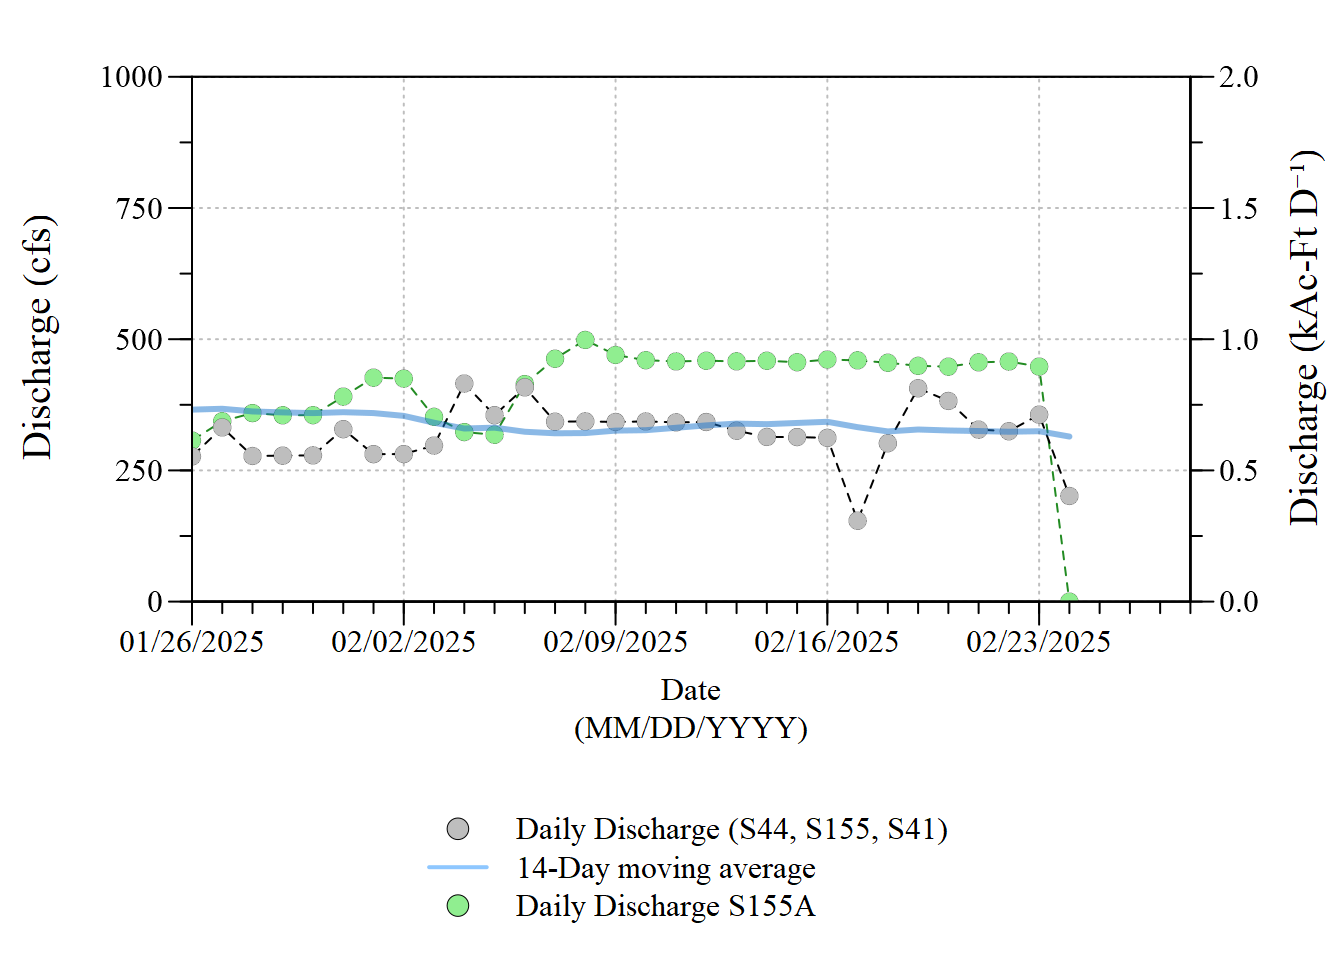 1000
750
500
250
0
Discharge (cfs)
2.0
1.5
1.0
0.5
0.0
Discharge (kAc-Ft D⁻¹)
01/26/2025 02/02/2025 02/09/2025 02/16/2025 02/23/2025
Date
(MM/DD/YYYY)
Daily Discharge (S44, S155, S41)
14-Day moving average
Daily Discharge S155A